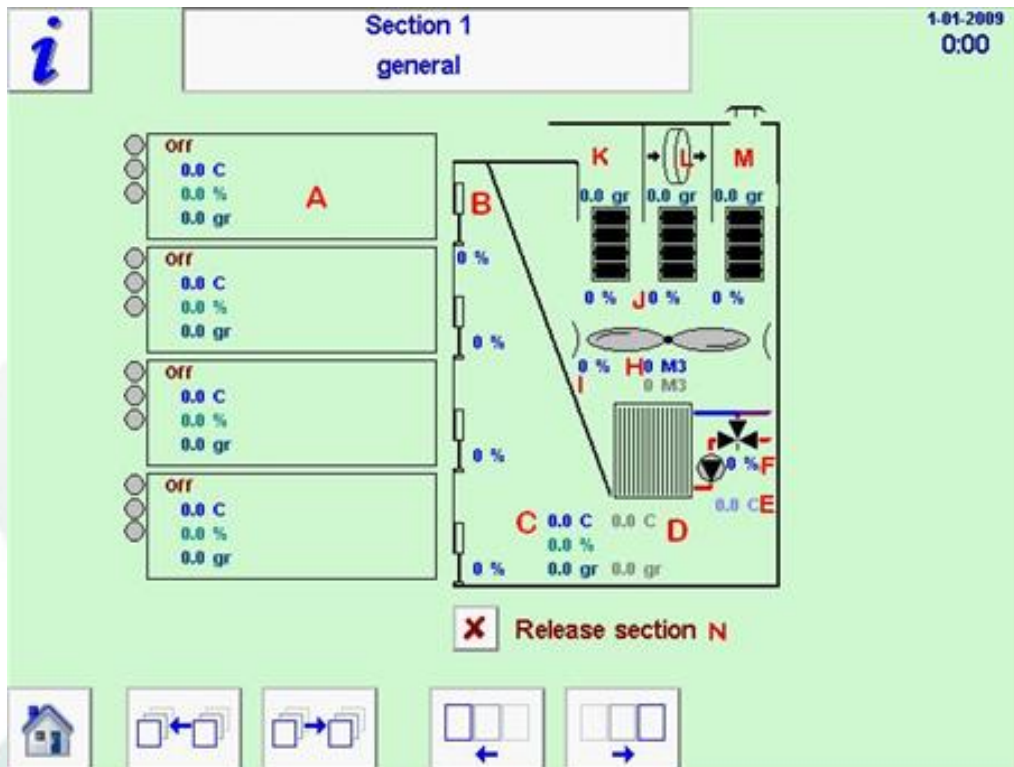 i
Section 1
general
1-01-2009
0:00
Off
0.0 C
0.0 %
0.0 gr
A
Off
0.0 C
0.0 %
0.0 gr
Off
0.0 C
0.0 %
0.0 gr
Off
0.0 C
0.0 %
0.0 gr
B
0 %
0 %
0 %
0 %
K L M
0.0 gr 0.0 gr 0.0 gr
0 % J 0 % 0 %
0 % H 0 M3
I 0 M3
0 % F
0.0 C E
C 0.0 C 0.0 C D
0.0 %
0.0 gr 0.0 gr
X Release section N